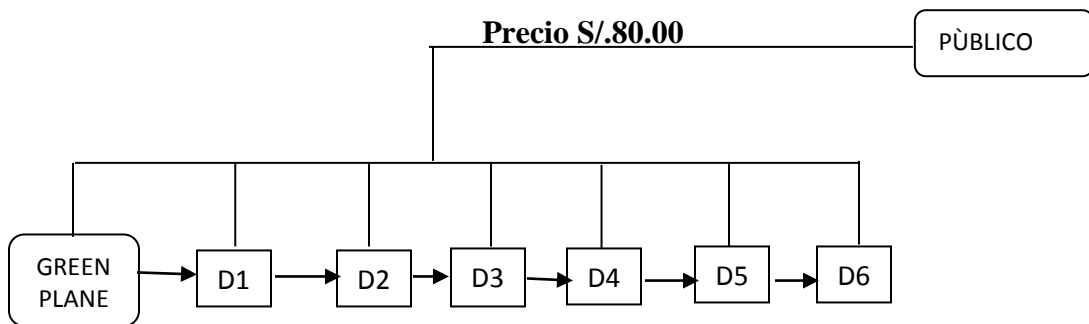 Precio S/.80.00
PÙBLICO
GREEN
PLANE
D1
D2
D3
D4
D5
D6